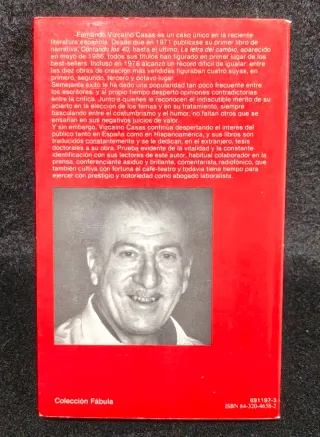 Fernando Vizcaíno Casas es un caso único en la reciente
literatura española. Desde que en 1971 publicase su primer libro de
narrativa, Contando los 40, hasta el último, La letra del cambio, aparecido
en mayo de 1986, todos sus títulos han figurado en primer lugar de los
best-sellers. Incluso en 1978 alcanzó un récord difícil de igualar: entre
las diez obras de creación más vendidas figuraban cuatro suyas, en
primero, segundo, tercero y octavo lugar.
Semejante éxito le ha dado una popularidad tan poco frecuente entre
los escritores, y al propio tiempo despertó opiniones contradictorias
entre la crítica. Junto a quienes le reconocen el indiscutible mérito de su
acierto en la elección de los temas y en su tratamiento, siempre
basculando entre el costumbrismo y el humor, no faltan otros que se
ensañan en sus negativos juicios de valor.
Y sin embargo, Vizcaíno Casas continúa despertando el interés del
público tanto en España como en Hispanoamérica, y sus libros son
traducidos constantemente y se le dedican, en el extranjero, tesis
doctorales a su obra. Prueba evidente de la vitalidad y la constante
identificación con sus lectores de este autor, habitual colaborador en la
prensa, conferenciante asiduo y brillante, comentarista radiofónico, que
también cultiva con fortuna el café-teatro y todavía tiene tiempo para
ejercer con prestigio y notoriedad como abogado laboralista.
Colección Fábula
691197-3
ISBN 84-320-4658-2